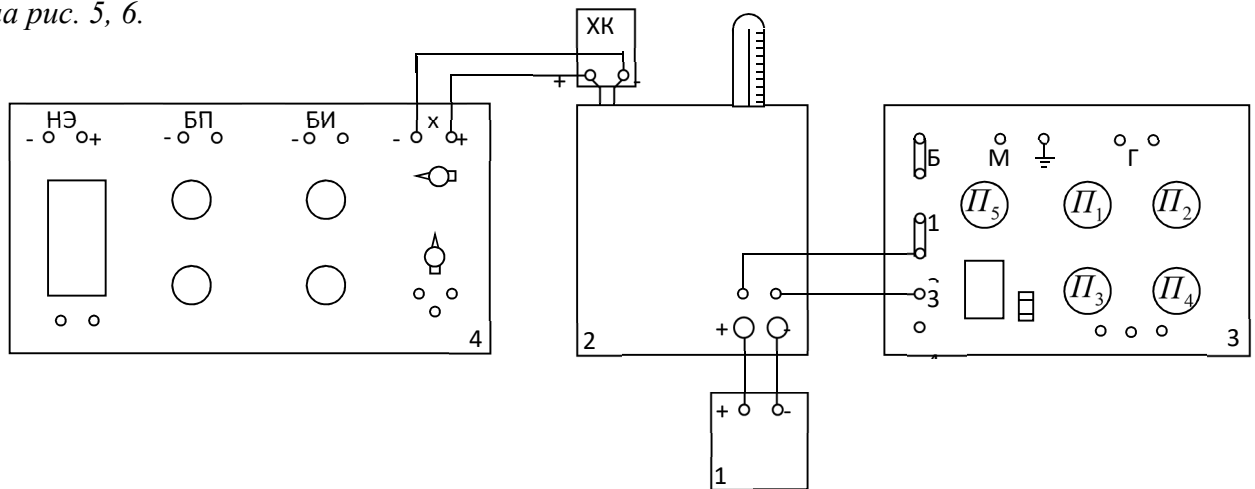 на рис. 5, 6.
ХК
+ -
НЭ БП БИ х
- + - - - +
4
2
+ -
Б М Г
1
П5 П1 П2
3
П3 П4
3
+ -
1